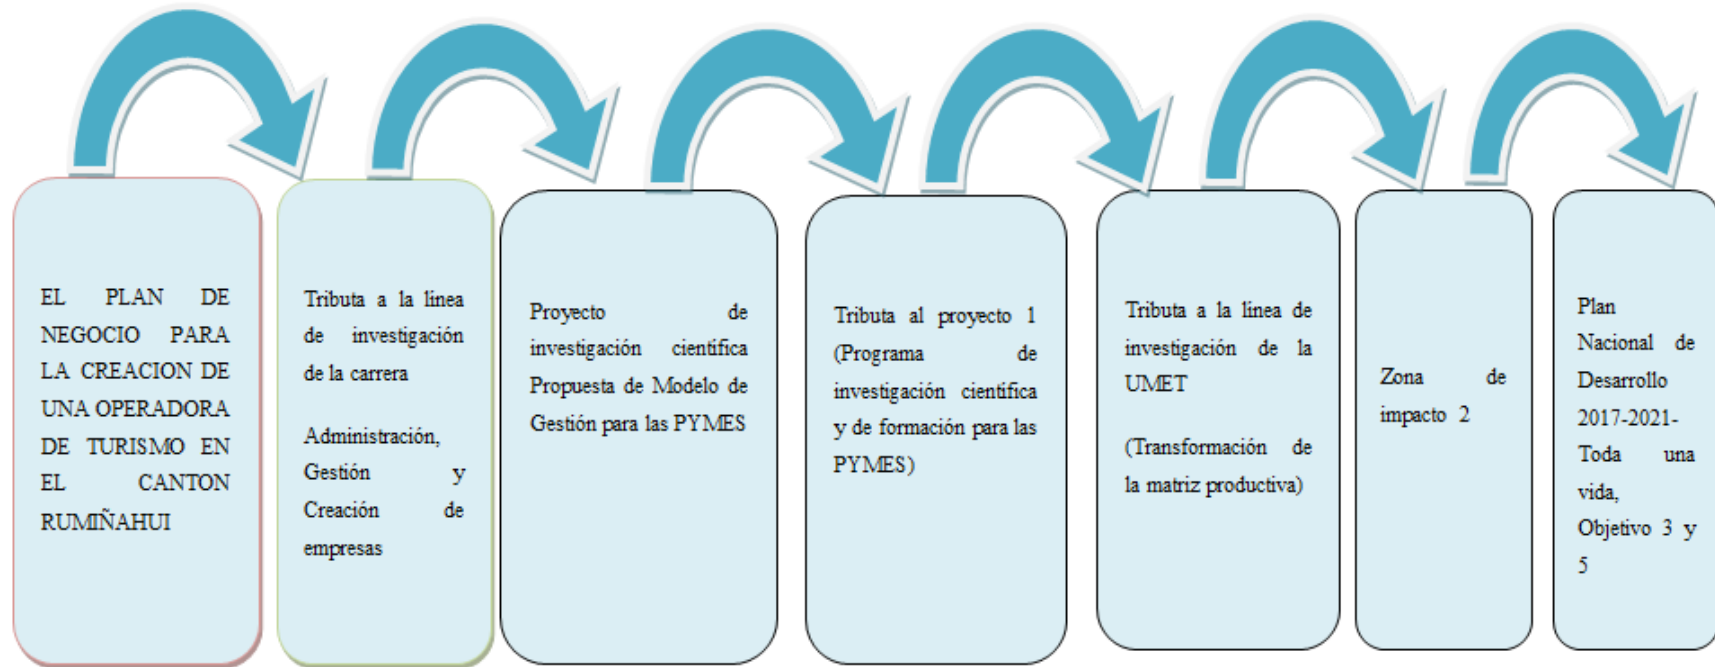 EL PLAN DE
NEGOCIO PARA
LA CREACION DE
UNA OPERADORA
DE TURISMO EN
EL CANTON
RUMIÑAHUI
Tributa a la línea
de investigación
de la carrera
Administración,
Gestión y
Creación de
empresas
Proyecto de
investigación científica
Propuesta de Modelo de
Gestión para las PYMES
Tributa al proyecto 1
(Programa de
investigación científica
y de formación para las
PYMES)
Tributa a la línea de
investigación de la
UMET
(Transformación de
la matriz productiva)
Zona de
impacto 2
Plan
Nacional de
Desarrollo
2017-2021-
Toda una
vida,
Objetivo 3 y
5